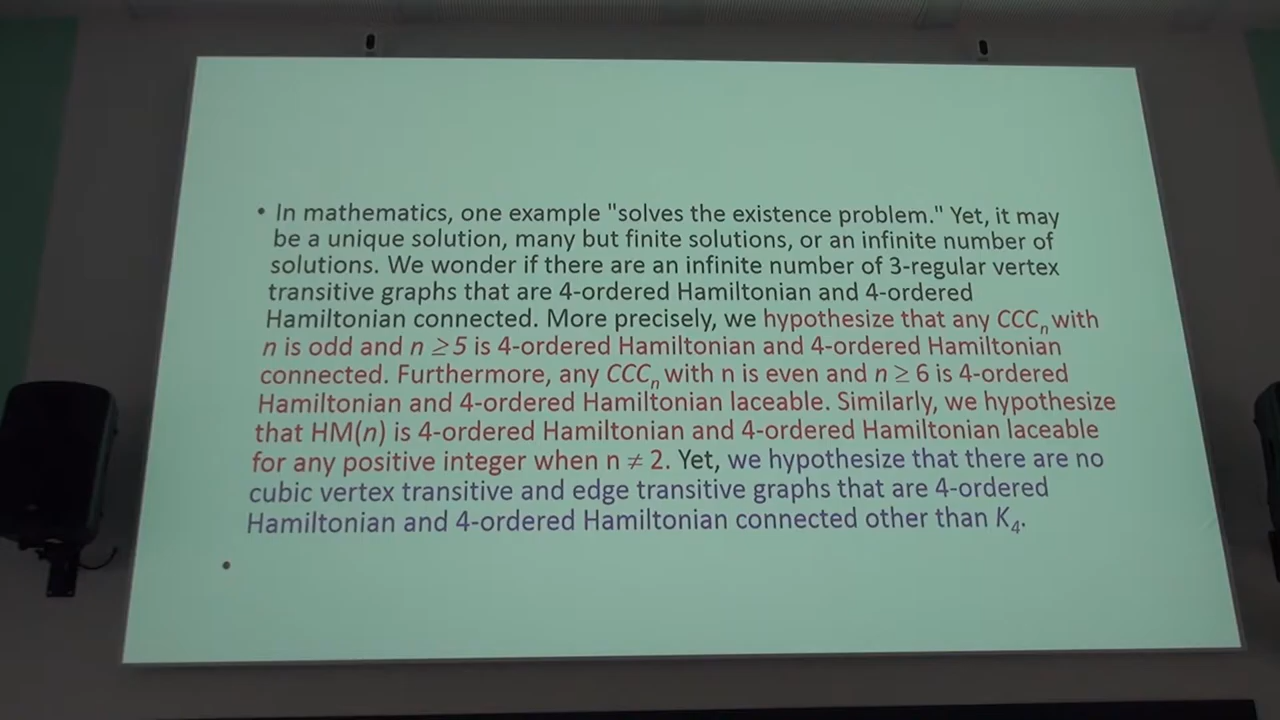 • In mathematics, one example "solves the existence problem." Yet, it may
be a unique solution, many but finite solutions, or an infinite number of
solutions. We wonder if there are an infinite number of 3-regular vertex
transitive graphs that are 4-ordered Hamiltonian and 4-ordered
Hamiltonian connected. More precisely, we hypothesize that any CCCₙ with
n is odd and n ≥ 5 is 4-ordered Hamiltonian and 4-ordered Hamiltonian
connected. Furthermore, any CCCₙ with n is even and n ≥ 6 is 4-ordered
Hamiltonian and 4-ordered Hamiltonian laceable. Similarly, we hypothesize
that HM(n) is 4-ordered Hamiltonian and 4-ordered Hamiltonian laceable
for any positive integer when n ≠ 2. Yet, we hypothesize that there are no
cubic vertex transitive and edge transitive graphs that are 4-ordered
Hamiltonian and 4-ordered Hamiltonian connected other than K₄.
•